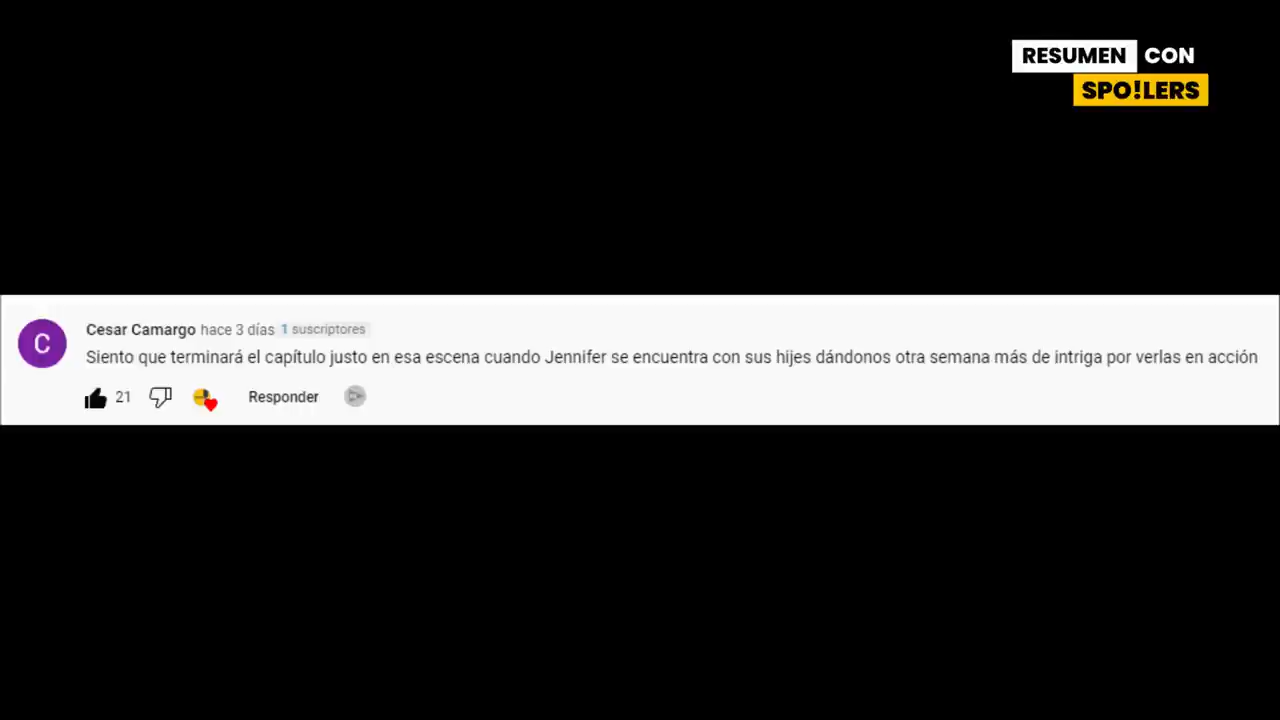 RESUMEN CON
SPO!LERS
Cesar Camargo hace 3 días 1 suscriptores
Siento que terminará el capítulo justo en esa escena cuando Jennifer se encuentra con sus hijes dándonos otra semana más de intriga por verlas en acción
21 Responder